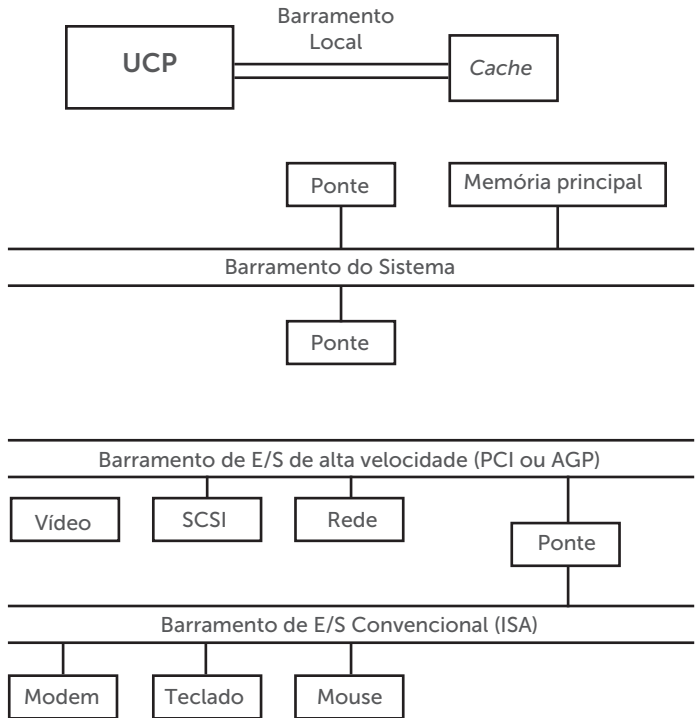 Barramento
Local
UCP
Cache
Ponte
Memória principal
Barramento do Sistema
Ponte
Barramento de E/S de alta velocidade (PCI ou AGP)
Vídeo
SCSI
Rede
Ponte
Barramento de E/S Convencional (ISA)
Modem
Teclado
Mouse